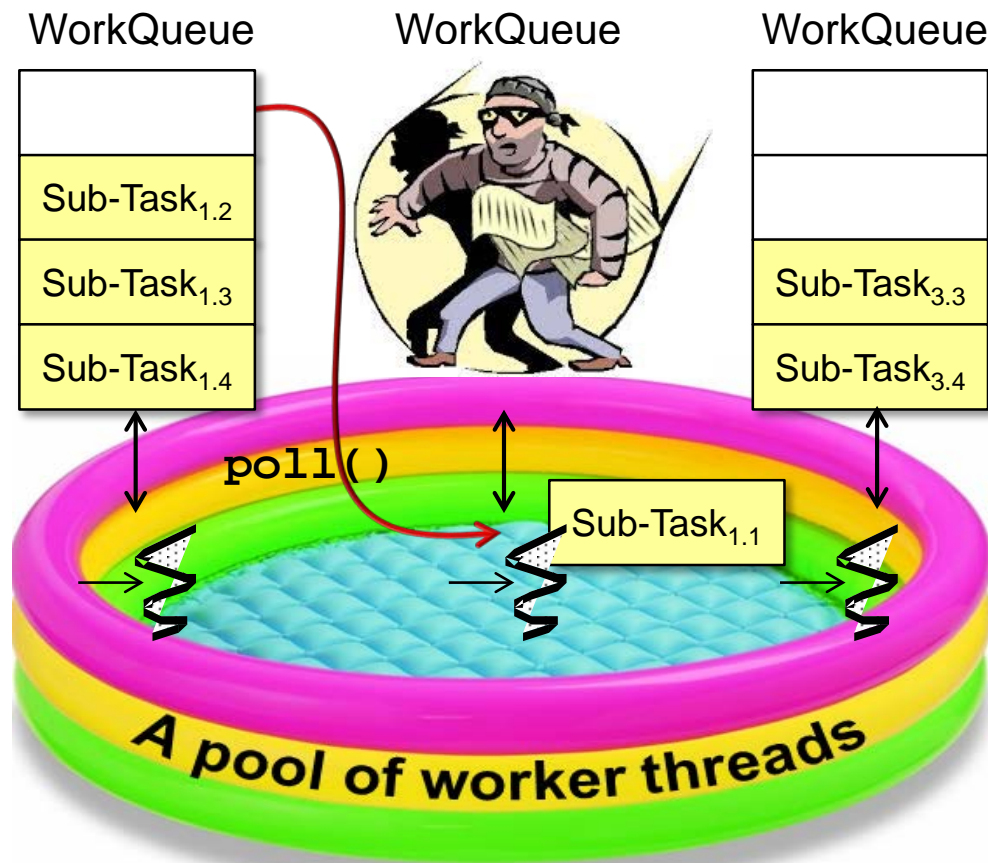 WorkQueue WorkQueue WorkQueue
Sub-Task1.2
Sub-Task1.3 Sub-Task3.3
Sub-Task1.4 Sub-Task3.4
poll()
Sub-Task1.1
A pool of worker threads